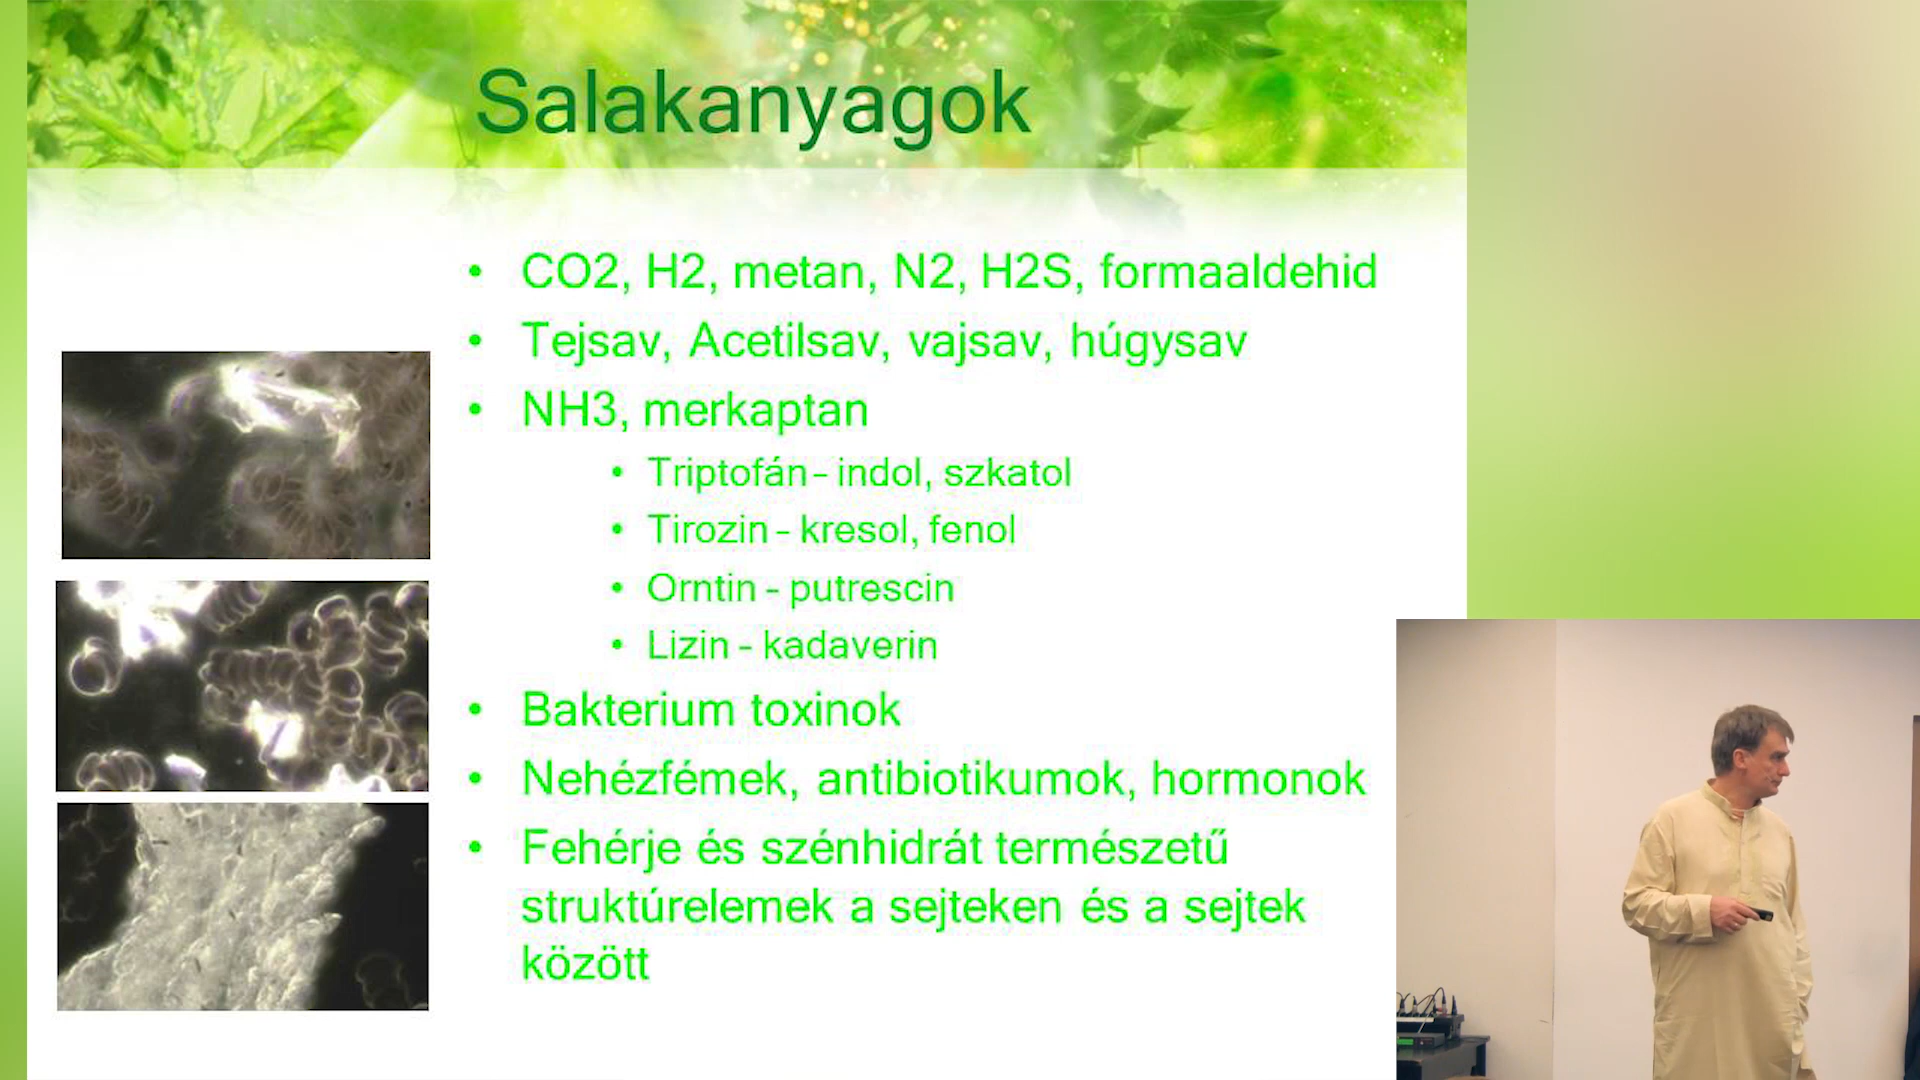 Salakanyagok
• CO2, H2, metan, N2, H2S, formaaldehid
• Tejsav, Acetilsav, vajsav, húgysav
• NH3, merkaptan
• Triptofán - indol, szkatol
• Tirozin - kresol, fenol
• Orntin - putrescin
• Lizin - kadaverin
• Bakterium toxinok
• Nehézfémek, antibiotikumok, hormonok
• Fehérje és szénhidrát természetű
struktúrelemek a sejteken és a sejtek
között